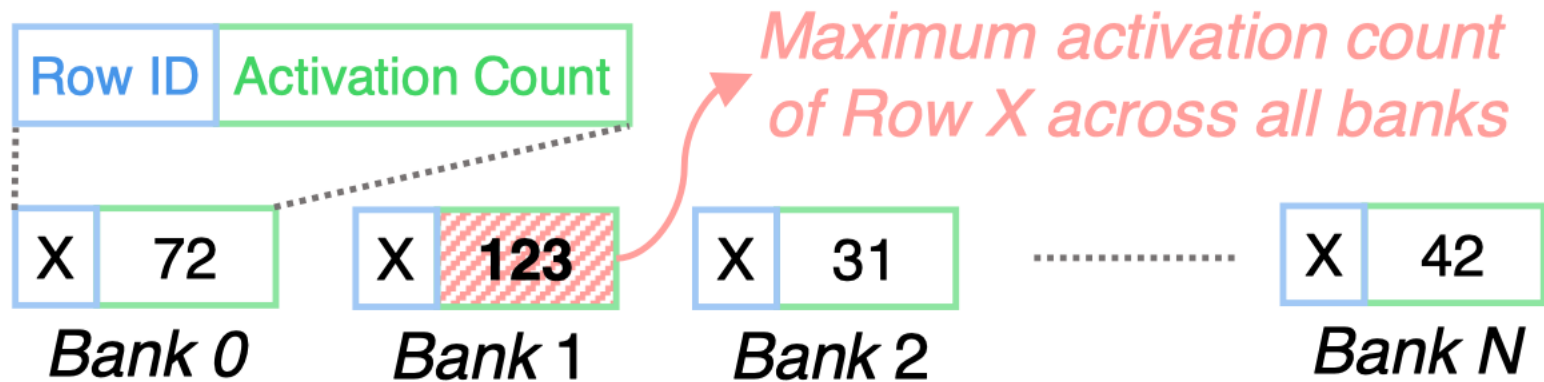 Row ID Activation Count
Maximum activation count
of Row X across all banks
X 72 X 123 X 31 X 42
Bank 0 Bank 1 Bank 2 Bank N